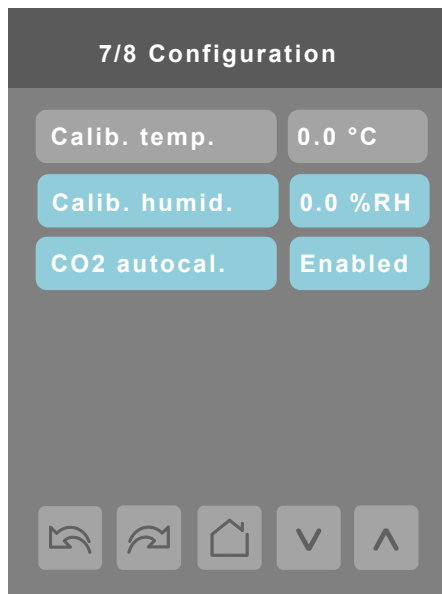 7/8 Configuration
Calib. temp. 0.0 °C
Calib. humid. 0.0 %RH
CO2 autocal. Enabled